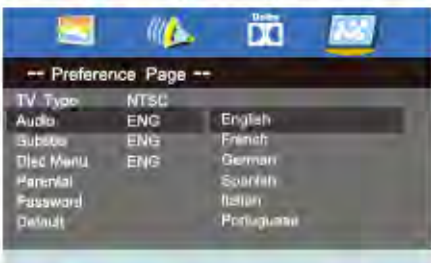 Dolby
-- Preference Page --
TV Type NTSC
Audio ENG English
Subtitle ENG French
Disc Menu ENG German
Parental Spanish
Password Italian
Default Portuguese